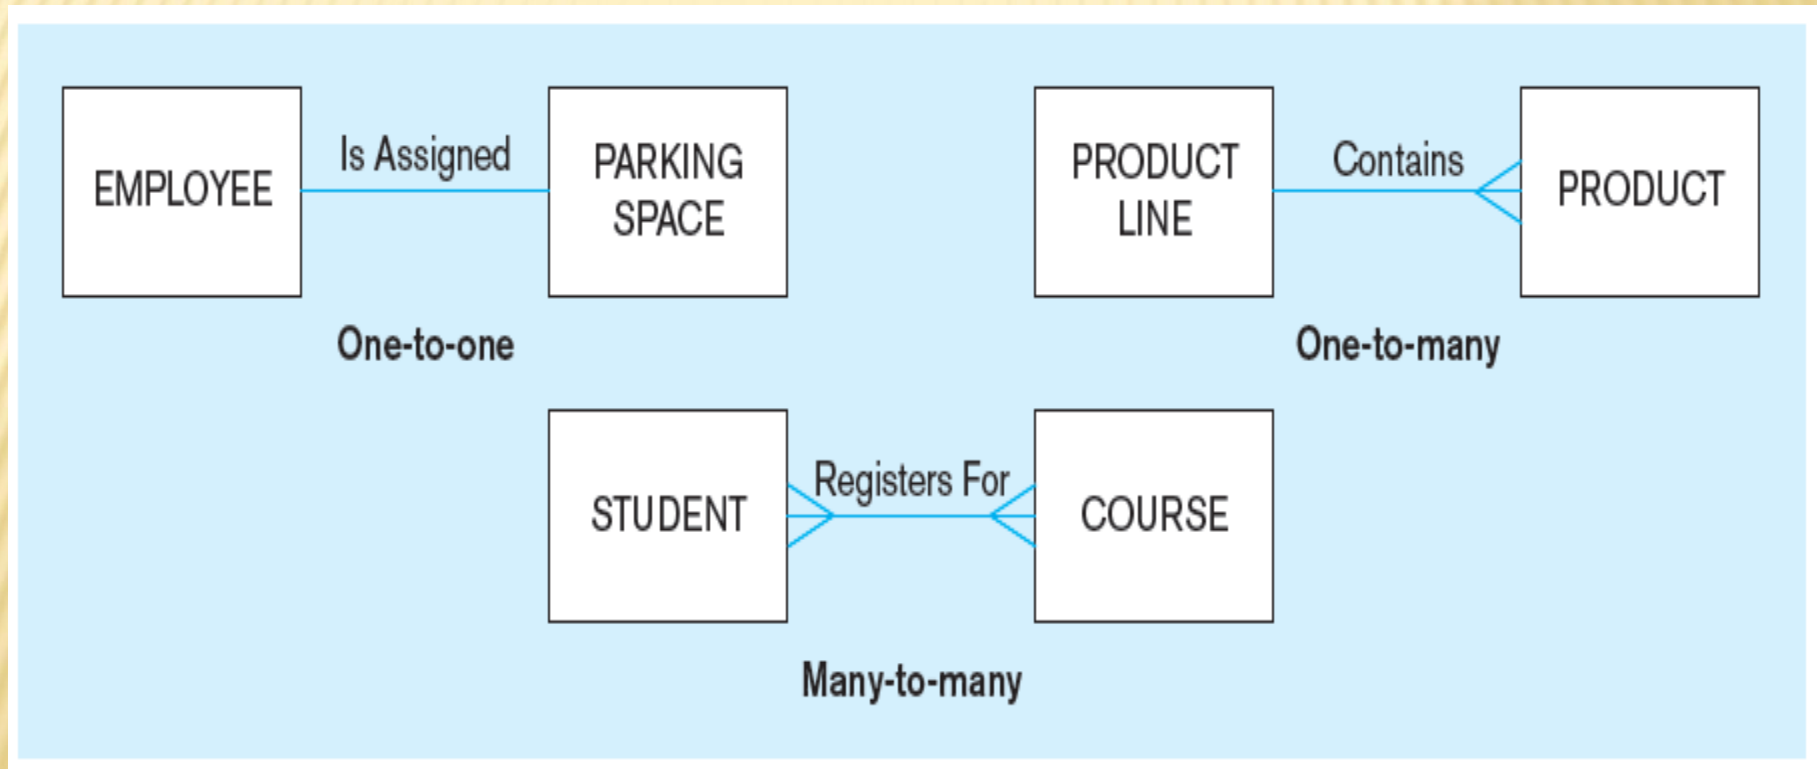 EMPLOYEE
Is Assigned
PARKING
SPACE
One-to-one
PRODUCT
LINE
Contains
PRODUCT
One-to-many
STUDENT
Registers For
COURSE
Many-to-many